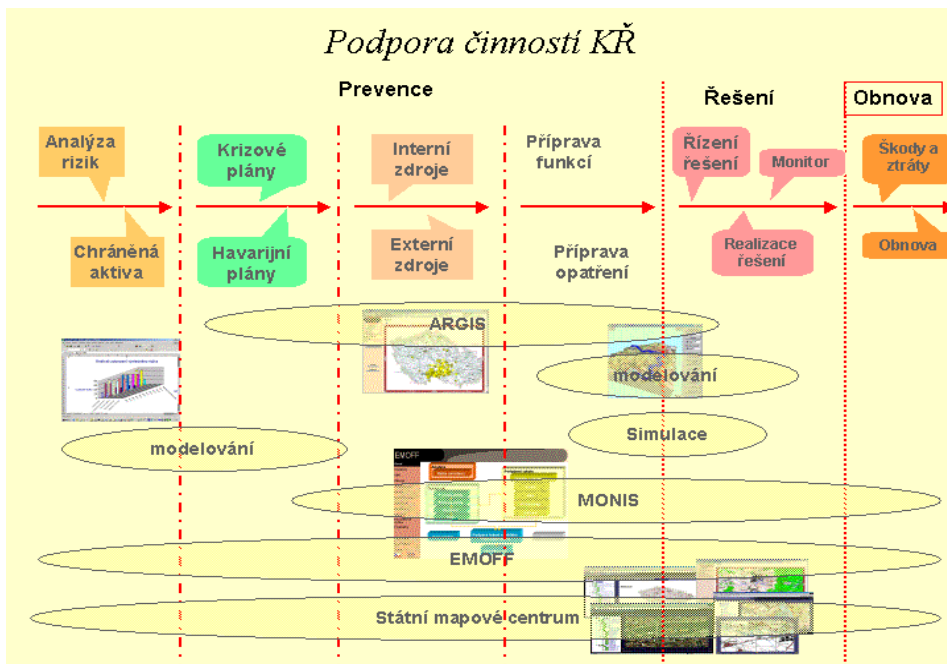 Podpora činností KŘ
Prevence
Řešení
Obnova
Analýza
rizik
Krizové
plány
Interní
zdroje
Příprava
funkcí
Řízení
řešení
Monitor
Škody a
ztráty
Chráněná
aktiva
Havarijní
plány
Externí
zdroje
Příprava
opatření
Realizace
řešení
Obnova
ARGIS
modelování
Simulace
modelování
EMOFF
MONIS
EMOFF
Státní mapové centrum